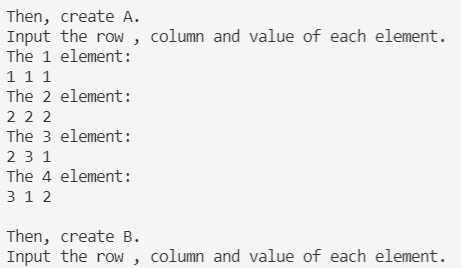 Then, create A.
Input the row , column and value of each element.
The 1 element:
1 1 1
The 2 element:
2 2 2
The 3 element:
2 3 1
The 4 element:
3 1 2
Then, create B.
Input the row , column and value of each element.